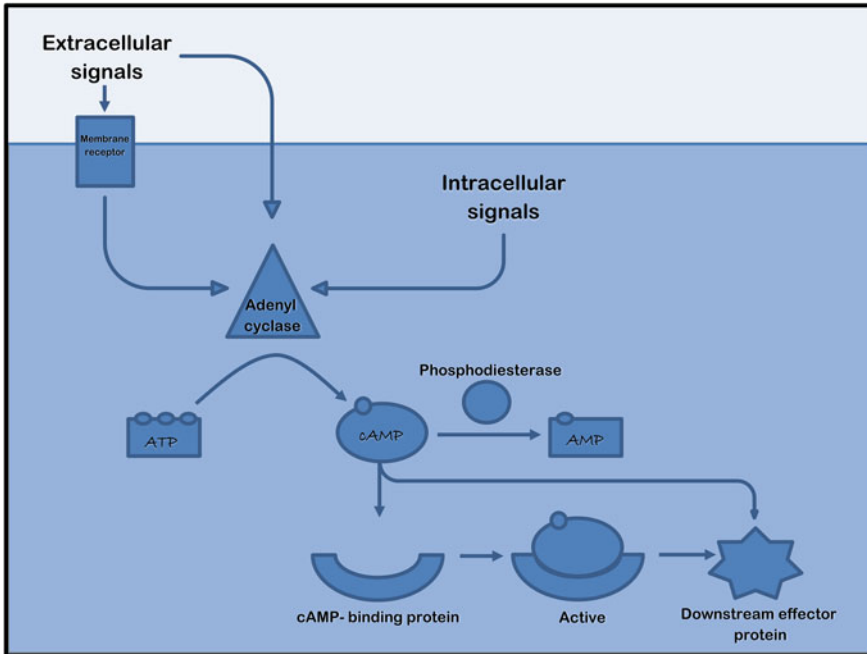 Extracellular
signals
Membrane
receptor
Intracellular
signals
Adenyl
cyclase
Phosphodiesterase
ATP
cAMP
AMP
cAMP- binding protein
Active
Downstream effector
protein